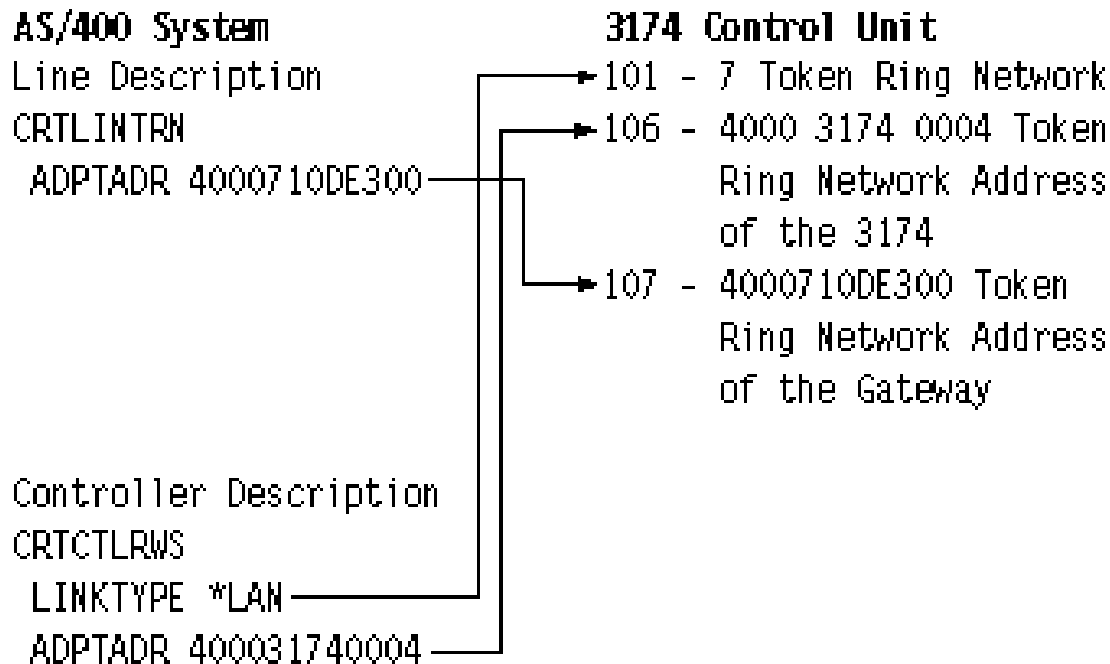 AS/400 System
Line Description
CRTLINTRN
ADPTADR 4000710DE300
Controller Description
CRTCTLRWS
LINKTYPE *LAN
ADPTADR 400031740004
3174 Control Unit
101 - 7 Token Ring Network
106 - 4000 3174 0004 Token
Ring Network Address
of the 3174
107 - 4000710DE300 Token
Ring Network Address
of the Gateway